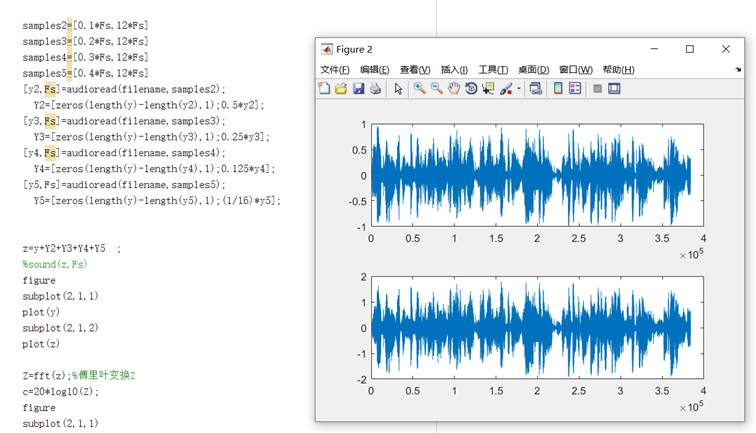 samples2=[0.1*Fs,12*Fs]
samples3=[0.2*Fs,12*Fs]
samples4=[0.3*Fs,12*Fs]
samples5=[0.4*Fs,12*Fs]
[y2,Fs]=audioread(filename,samples2);
Y2=[zeros(length(y)-length(y2),1);0.5*y2];
[y3,Fs]=audioread(filename,samples3);
Y3=[zeros(length(y)-length(y3),1);0.25*y3];
[y4,Fs]=audioread(filename,samples4);
Y4=[zeros(length(y)-length(y4),1);0.125*y4];
[y5,Fs]=audioread(filename,samples5);
Y5=[zeros(length(y)-length(y5),1);(1/16)*y5];
z=y+Y2+Y3+Y4+Y5 ;
%sound(z,Fs)
figure
subplot(2,1,1)
plot(y)
subplot(2,1,2)
plot(z)
Z=fft(z);%傅里叶变换Z
c=20*log10(Z);
figure
subplot(2,1,1)
Figure 2
文件(F) 编辑(E) 查看(V) 插入(I) 工具(T) 桌面(D) 窗口(W) 帮助(H)
1
0.5
0
-0.5
-1
0 0.5 1 1.5 2 2.5 3 3.5 4
×10^5
2
1
0
-1
-2
0 0.5 1 1.5 2 2.5 3 3.5 4
×10^5